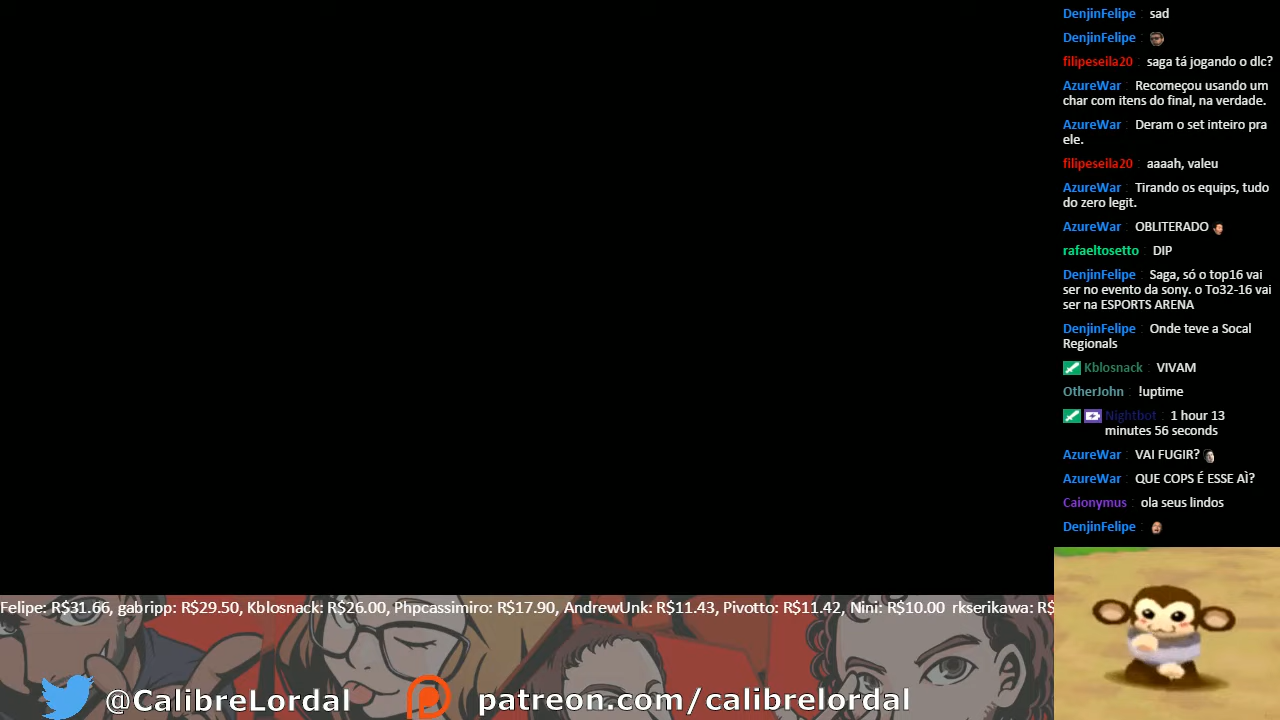 DenjinFelipe : sad
DenjinFelipe :
filipeseila20 : saga tá jogando o dlc?
AzureWar : Recomeçou usando um
char com itens do final, na verdade.
AzureWar : Deram o set inteiro pra
ele.
filipeseila20 : aaaah, valeu
AzureWar : Tirando os equips, tudo
do zero legit.
AzureWar : OBLITERADO
rafaeltosetto : DIP
DenjinFelipe : Saga, só o top16 vai
ser no evento da sony. o To32-16 vai
ser na ESPORTS ARENA
DenjinFelipe : Onde teve a Socal
Regionals
Kblosnack : VIVAM
OtherJohn : !uptime
Nightbot : 1 hour 13
minutes 56 seconds
AzureWar : VAI FUGIR?
AzureWar : QUE COPS É ESSE AÌ?
Caionymus : ola seus lindos
DenjinFelipe :
Felipe: R$31.66, gabripp: R$29.50, Kblosnack: R$26.00, Phpcassimiro: R$17.90, AndrewUnk: R$11.43, Pivotto: R$11.42, Nini: R$10.00 rkserikawa: R$
@CalibreLordal
patreon.com/calibrelordal